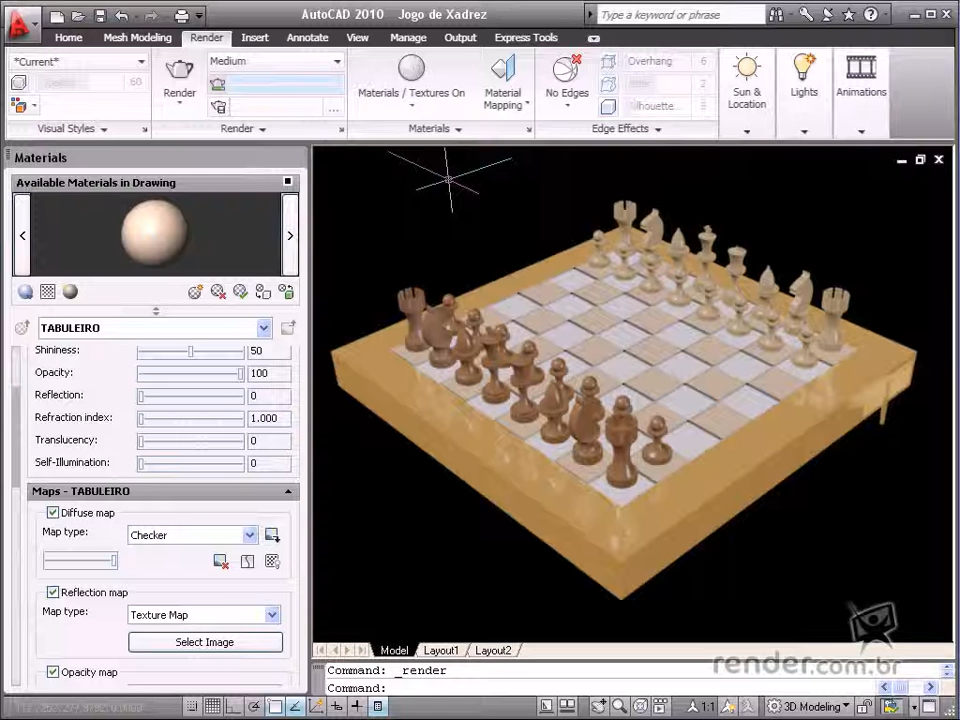 AutoCAD 2010 Jogo de Xadrez
Type a keyword or phrase
Home Mesh Modeling Render Insert Annotate View Manage Output Express Tools
*Current* Medium Overhang 6
60
Render Materials / Textures On Material Mapping No Edges Silhouette... Sun & Location Lights Animations
Visual Styles Render Materials Edge Effects
Materials
Available Materials in Drawing
TABULEIRO
Shininess: 50
Opacity: 100
Reflection: 0
Refraction index: 1.000
Translucency: 0
Self-Illumination: 0
Maps - TABULEIRO
Diffuse map
Map type: Checker
Reflection map
Map type: Texture Map
Select Image
Opacity map
Model Layout1 Layout2
Command: _render
Command:
render.com.br
1:1 3D Modeling